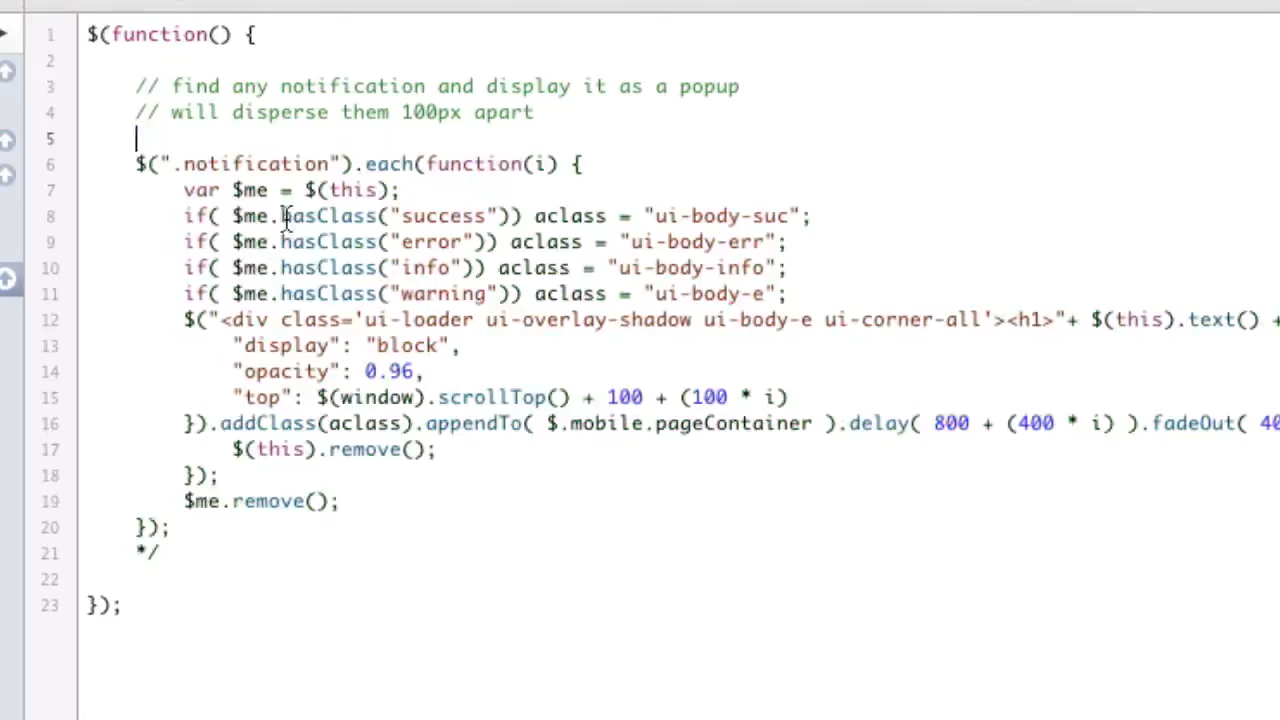 1 $(function() {
2
3 // find any notification and display it as a popup
4 // will disperse them 100px apart
5
6 $(".notification").each(function(i) {
7 var $me = $(this);
8 if( $me.hasClass("success")) aclass = "ui-body-suc";
9 if( $me.hasClass("error")) aclass = "ui-body-err";
10 if( $me.hasClass("info")) aclass = "ui-body-info";
11 if( $me.hasClass("warning")) aclass = "ui-body-e";
12 $("<div class='ui-loader ui-overlay-shadow ui-body-e ui-corner-all'><h1>"+ $(this).text() +
13 "display": "block",
14 "opacity": 0.96,
15 "top": $(window).scrollTop() + 100 + (100 * i)
16 }).addClass(aclass).appendTo( $.mobile.pageContainer ).delay( 800 + (400 * i) ).fadeOut( 40
17 $(this).remove();
18 });
19 $me.remove();
20 });
21 */
22
23 });